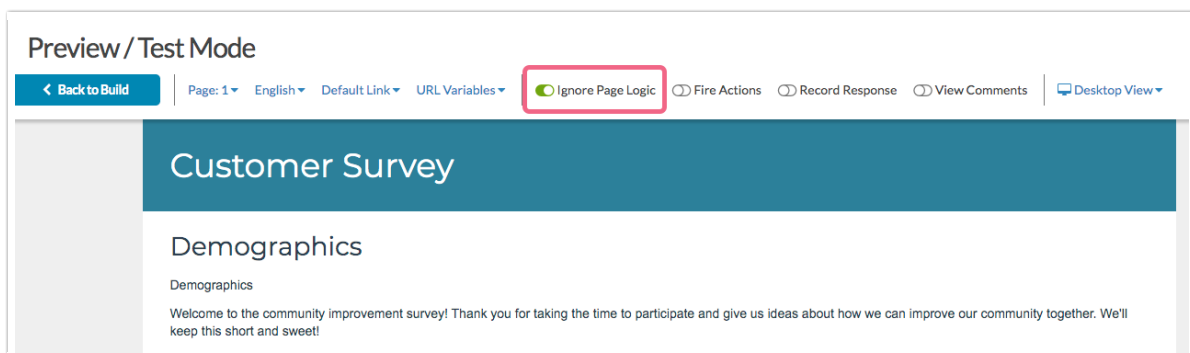 Preview / Test Mode
Back to Build Page: 1 English Default Link URL Variables Ignore Page Logic Fire Actions Record Response View Comments Desktop View
Customer Survey
Demographics
Demographics
Welcome to the community improvement survey! Thank you for taking the time to participate and give us ideas about how we can improve our community together. We'll
keep this short and sweet!